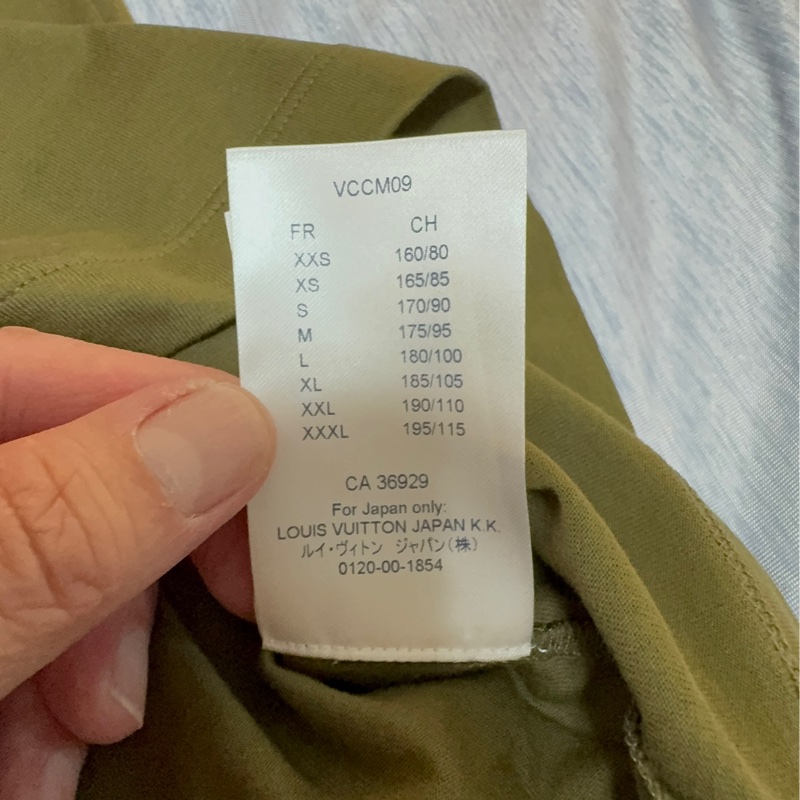 VCCM09
FR CH
XXS 160/80
XS 165/85
S 170/90
M 175/95
L 180/100
XL 185/105
XXL 190/110
XXXL 195/115
CA 36929
For Japan only:
LOUIS VUITTON JAPAN K.K.
ルイ・ヴィトン ジャパン(株)
0120-00-1854